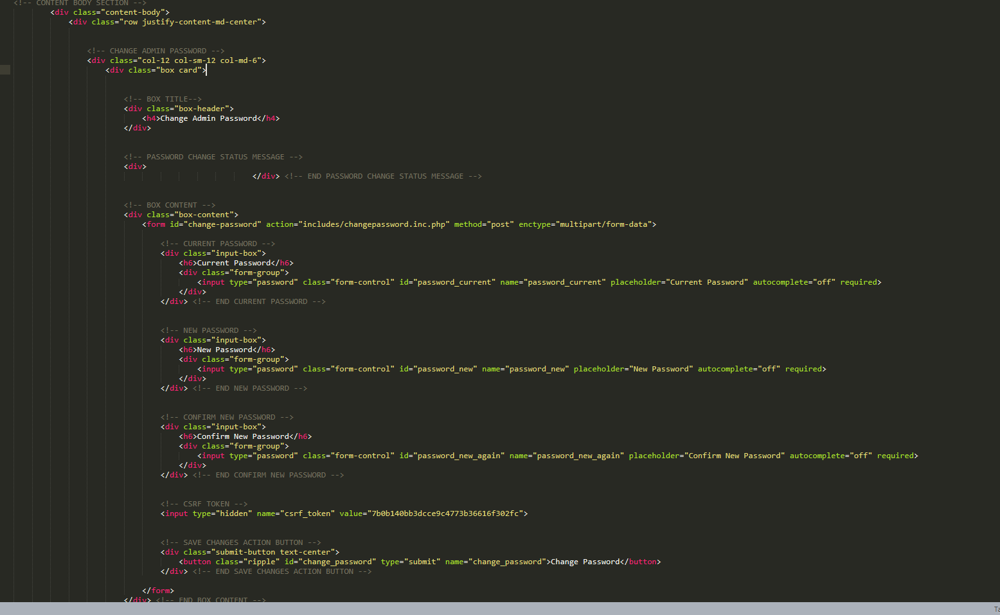 <!-- CONTENT BODY SECTION -->
<div class="content-body">
<div class="row justify-content-md-center">
<!-- CHANGE ADMIN PASSWORD -->
<div class="col-12 col-sm-12 col-md-6">
<div class="box card">
<!-- BOX TITLE-->
<div class="box-header">
<h4>Change Admin Password</h4>
</div>
<!-- PASSWORD CHANGE STATUS MESSAGE -->
<div>
</div> <!-- END PASSWORD CHANGE STATUS MESSAGE -->
<!-- BOX CONTENT -->
<div class="box-content">
<form id="change-password" action="includes/changepassword.inc.php" method="post" enctype="multipart/form-data">
<!-- CURRENT PASSWORD -->
<div class="input-box">
<h6>Current Password</h6>
<div class="form-group">
<input type="password" class="form-control" id="password_current" name="password_current" placeholder="Current Password" autocomplete="off" required>
</div>
</div> <!-- END CURRENT PASSWORD -->
<!-- NEW PASSWORD -->
<div class="input-box">
<h6>New Password</h6>
<div class="form-group">
<input type="password" class="form-control" id="password_new" name="password_new" placeholder="New Password" autocomplete="off" required>
</div>
</div> <!-- END NEW PASSWORD -->
<!-- CONFIRM NEW PASSWORD -->
<div class="input-box">
<h6>Confirm New Password</h6>
<div class="form-group">
<input type="password" class="form-control" id="password_new_again" name="password_new_again" placeholder="Confirm New Password" autocomplete="off" required>
</div>
</div> <!-- END CONFIRM NEW PASSWORD -->
<!-- CSRF TOKEN -->
<input type="hidden" name="csrf_token" value="7b0b140bb3dcce9c4773b36616f302fc">
<!-- SAVE CHANGES ACTION BUTTON -->
<div class="submit-button text-center">
<button class="ripple" id="change_password" type="submit" name="change_password">Change Password</button>
</div> <!-- END SAVE CHANGES ACTION BUTTON -->
</form>
</div> <!-- END BOX CONTENT -->